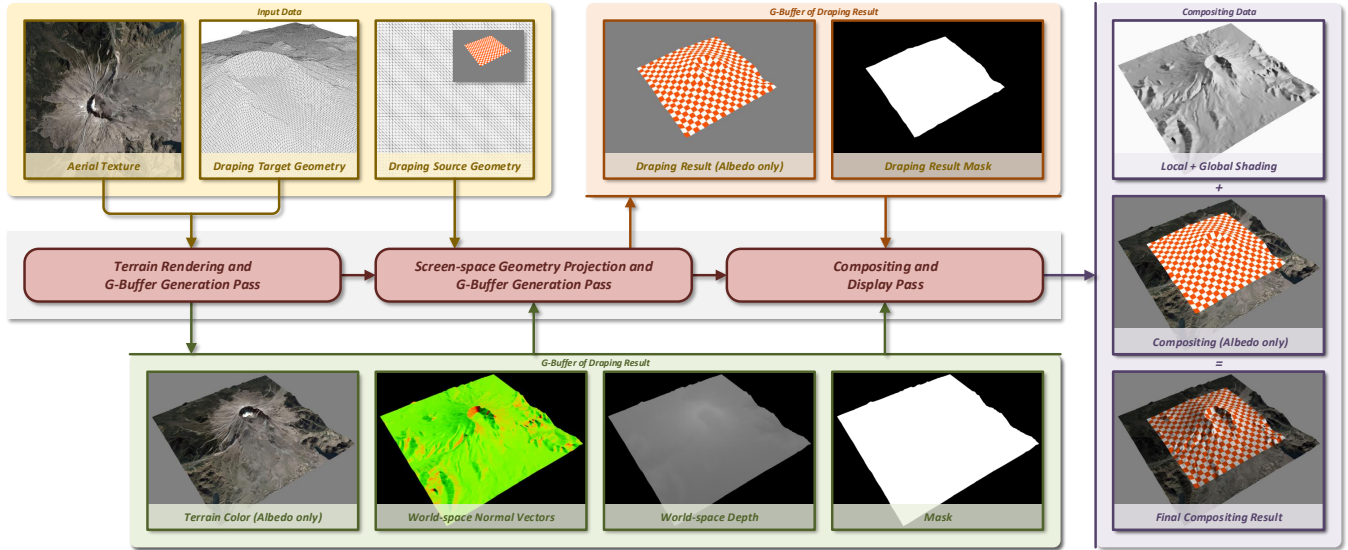 Input Data
Aerial Texture
Draping Target Geometry
Draping Source Geometry
G-Buffer of Draping Result
Draping Result (Albedo only)
Draping Result Mask
Compositing Data
Local + Global Shading
+
Compositing (Albedo only)
=
Final Compositing Result
Terrain Rendering and
G-Buffer Generation Pass
Screen-space Geometry Projection and
G-Buffer Generation Pass
Compositing and
Display Pass
G-Buffer of Draping Result
Terrain Color (Albedo only)
World-space Normal Vectors
World-space Depth
Mask